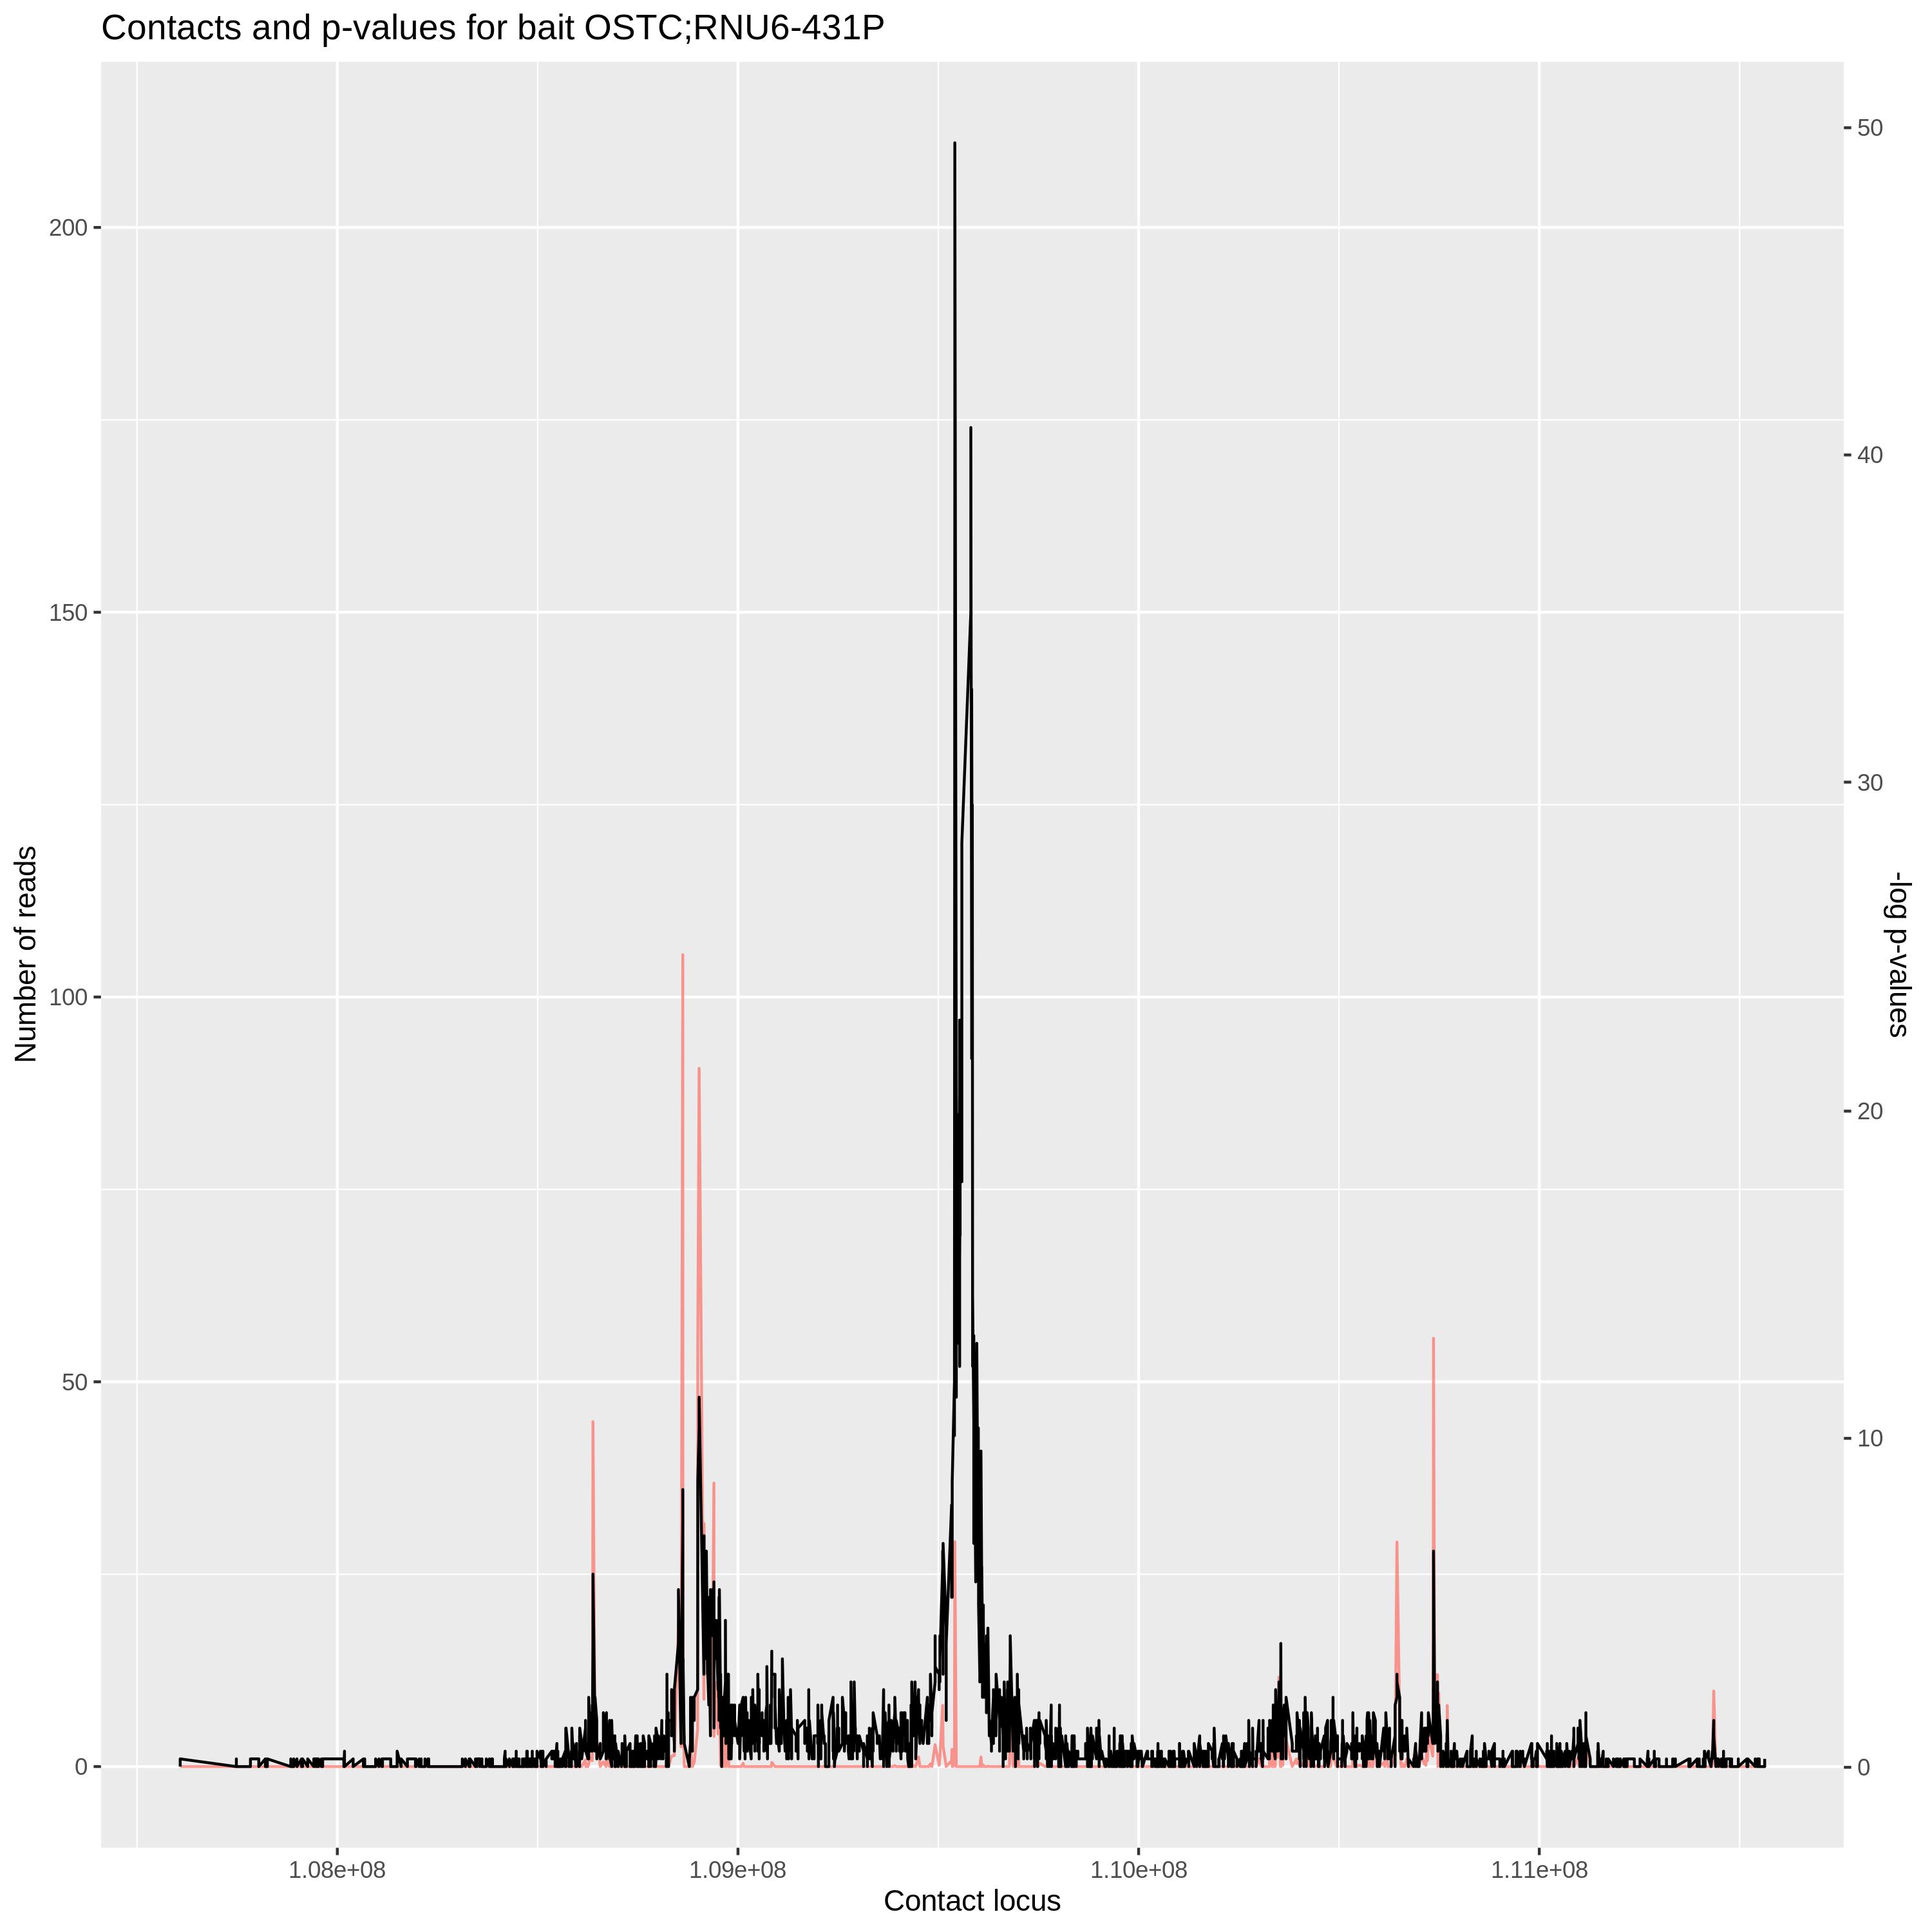 Contacts and p-values for bait OSTC;RNU6-431P
200
150
100
50
0
Number of reads
50
40
30
20
10
0
-log p-values
1.08e+08
1.09e+08
1.10e+08
1.11e+08
Contact locus